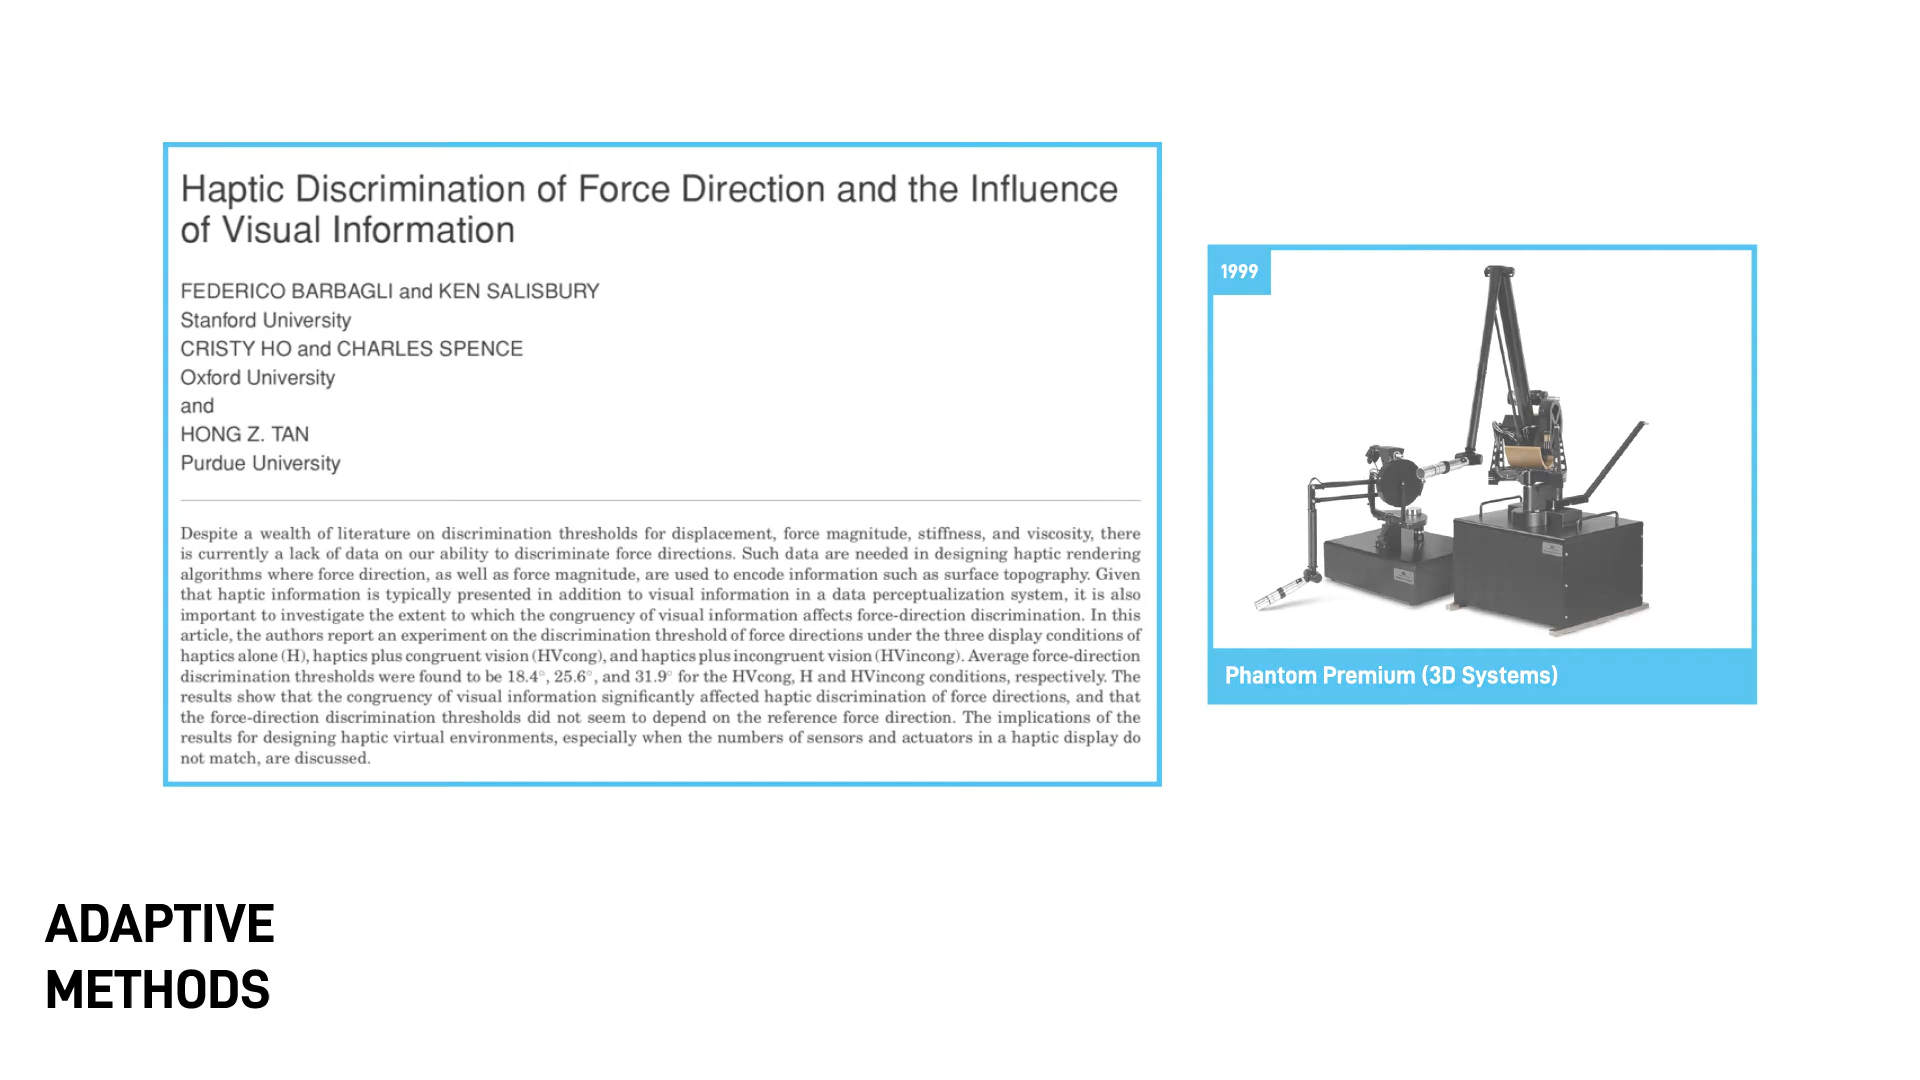 Haptic Discrimination of Force Direction and the Influence
of Visual Information
FEDERICO BARBAGLI and KEN SALISBURY
Stanford University
CRISTY HO and CHARLES SPENCE
Oxford University
and
HONG Z. TAN
Purdue University
Despite a wealth of literature on discrimination thresholds for displacement, force magnitude, stiffness, and viscosity, there
is currently a lack of data on our ability to discriminate force directions. Such data are needed in designing haptic rendering
algorithms where force direction, as well as force magnitude, are used to encode information such as surface topography. Given
that haptic information is typically presented in addition to visual information in a data perceptualization system, it is also
important to investigate the extent to which the congruency of visual information affects force-direction discrimination. In this
article, the authors report an experiment on the discrimination threshold of force directions under the three display conditions of
haptics alone (H), haptics plus congruent vision (HVcong), and haptics plus incongruent vision (HVincong). Average force-direction
discrimination thresholds were found to be 18.4°, 25.6°, and 31.9° for the HVcong, H and HVincong conditions, respectively. The
results show that the congruency of visual information significantly affected haptic discrimination of force directions, and that
the force-direction discrimination thresholds did not seem to depend on the reference force direction. The implications of the
results for designing haptic virtual environments, especially when the numbers of sensors and actuators in a haptic display do
not match, are discussed.
1999
Phantom Premium (3D Systems)
ADAPTIVE
METHODS